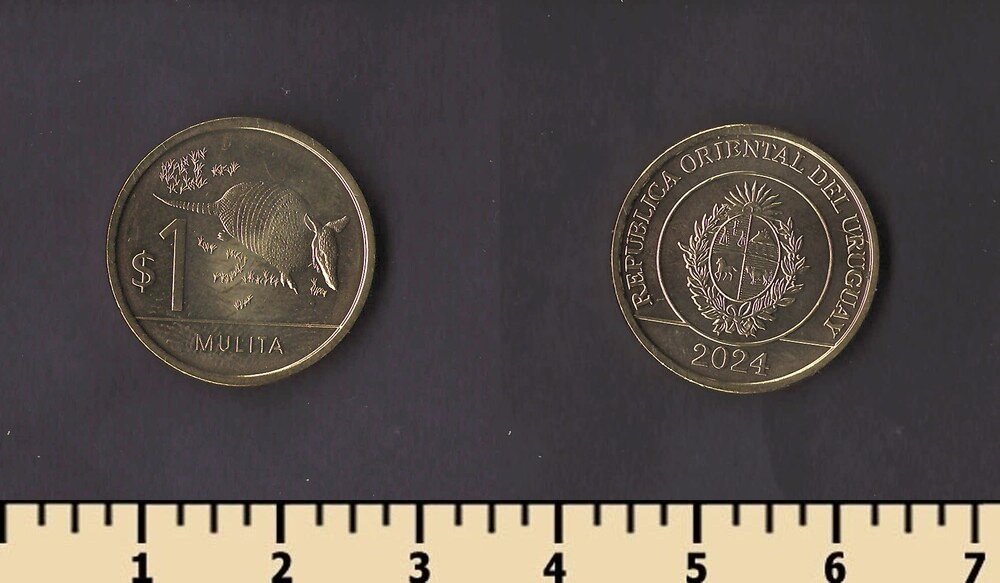 $1
MULITA
REPUBLICA ORIENTAL DEL URUGUAY
2024
1 2 3 4 5 6 7